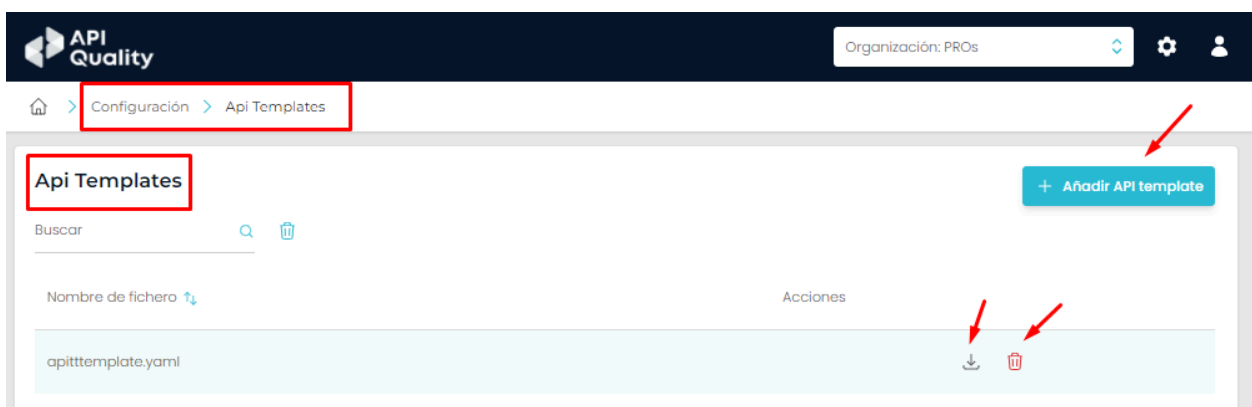 API
Quality
Organización: PROs
Configuración > Api Templates
Api Templates
+ Añadir API template
Buscar
Nombre de fichero
Acciones
apitttemplate.yaml